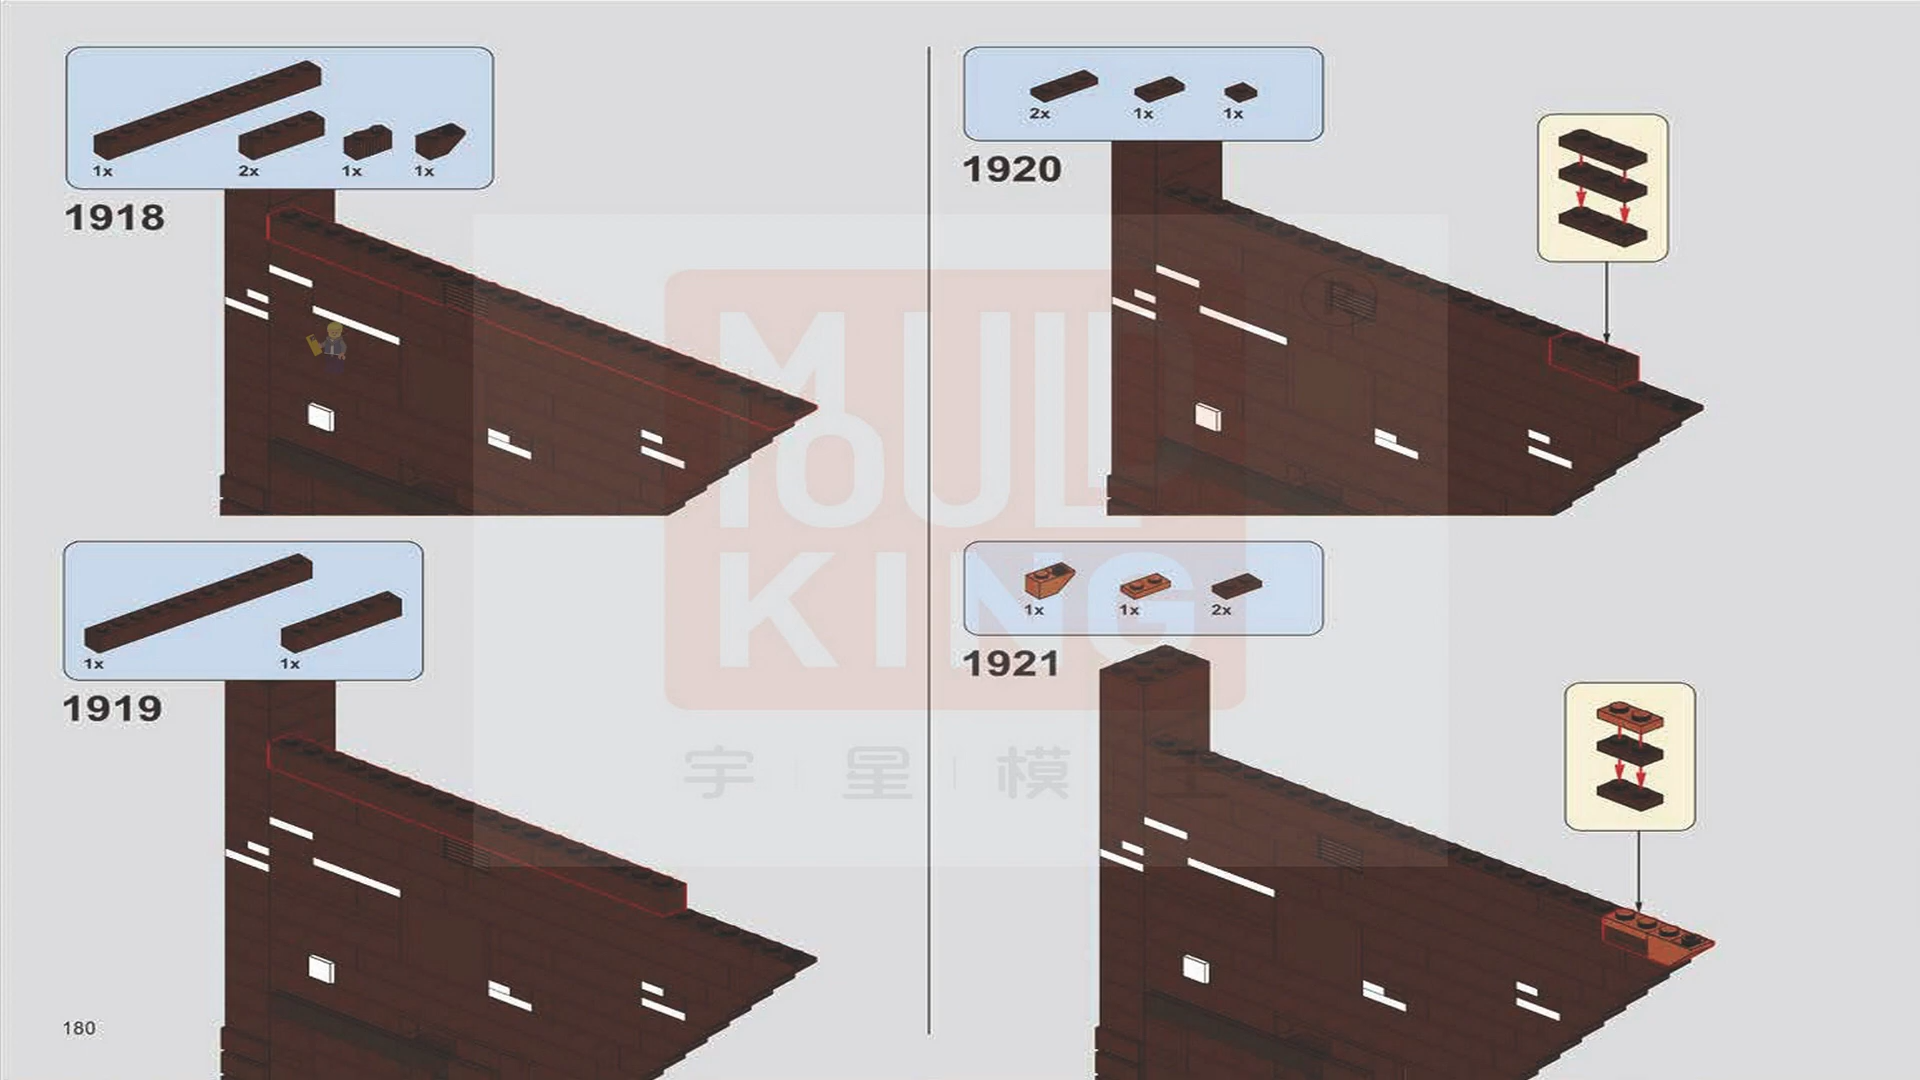 1x 2x 1x 1x
1918
1x 1x
1919
2x 1x 1x
1920
1x 1x 2x
1921
MOULD
KING
宇 星 模
180